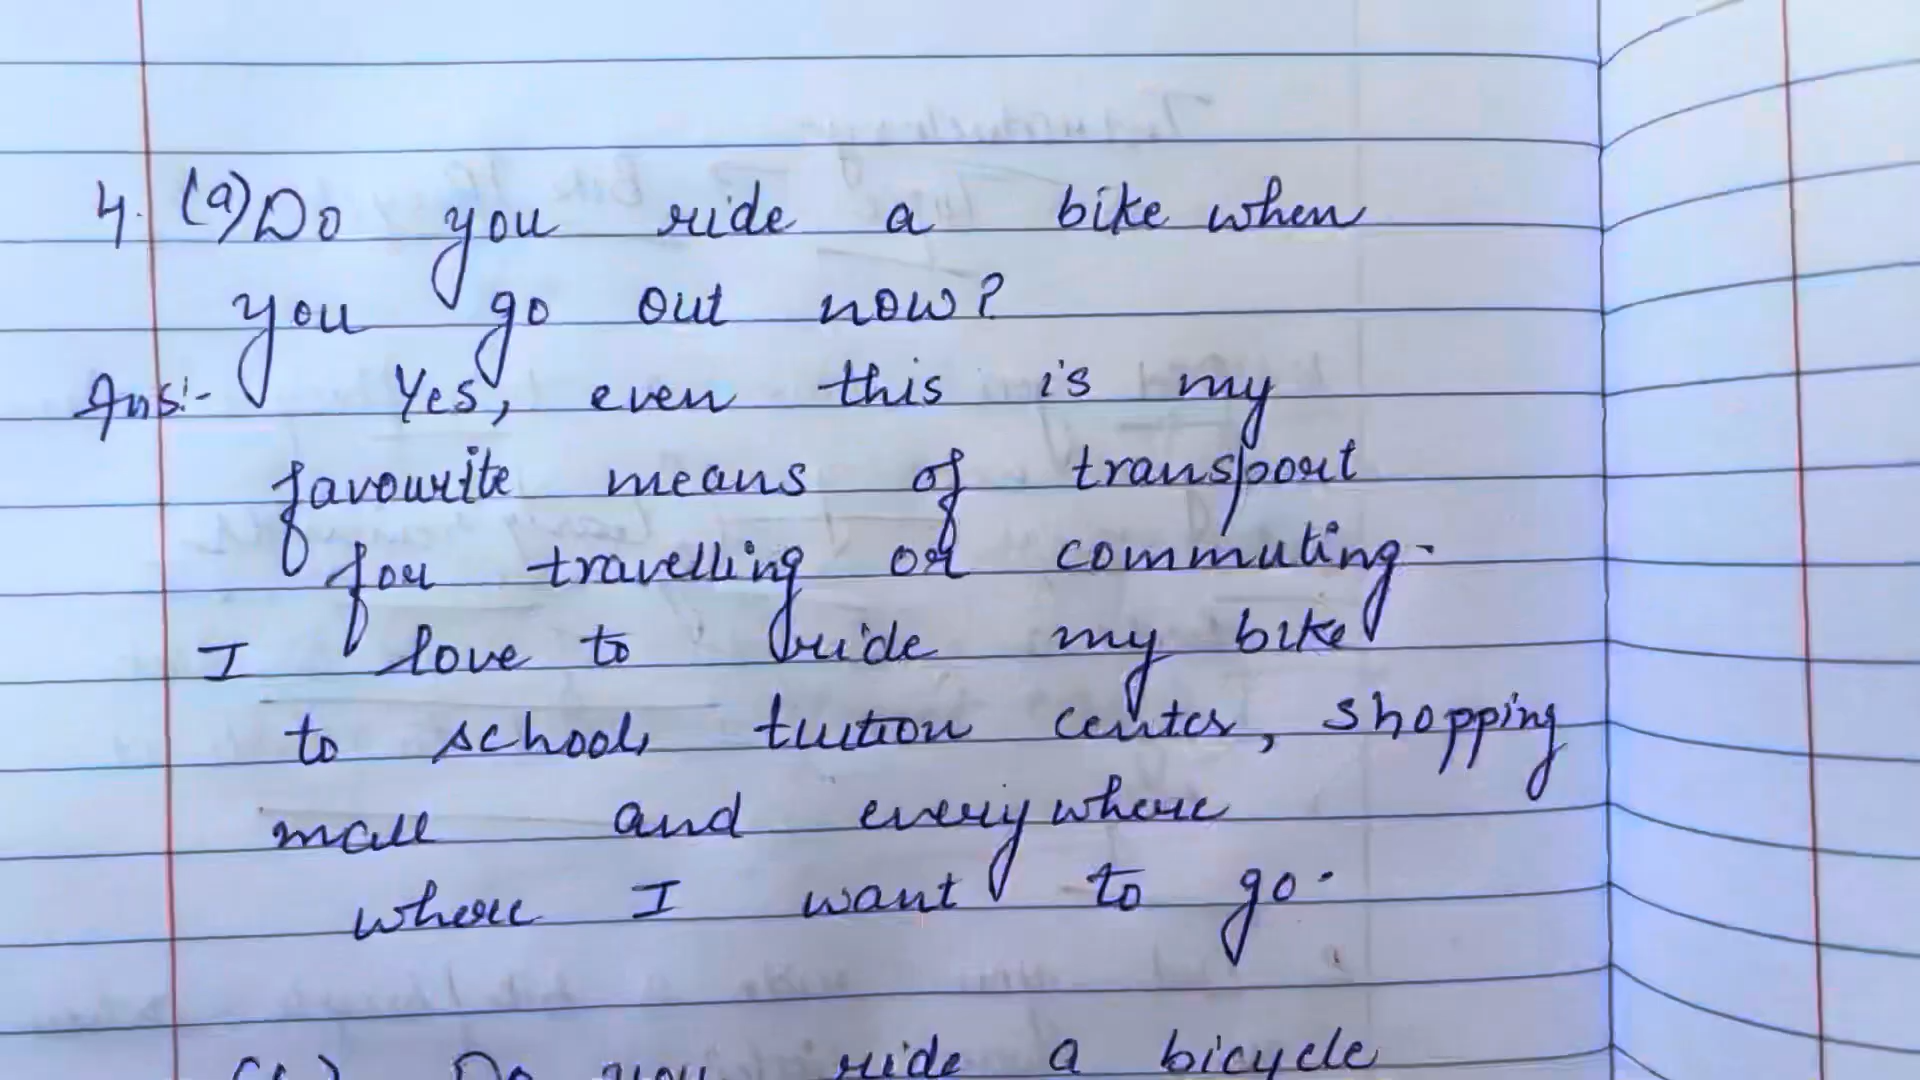 4. (a) Do you ride a bike when
you go out now?
Ans:- Yes, even this is my
favourite means of transport
for travelling or commuting.
I love to ride my bike
to school, tuition center, shopping
mall and everywhere
where I want to go.
Do you ride a bicycle